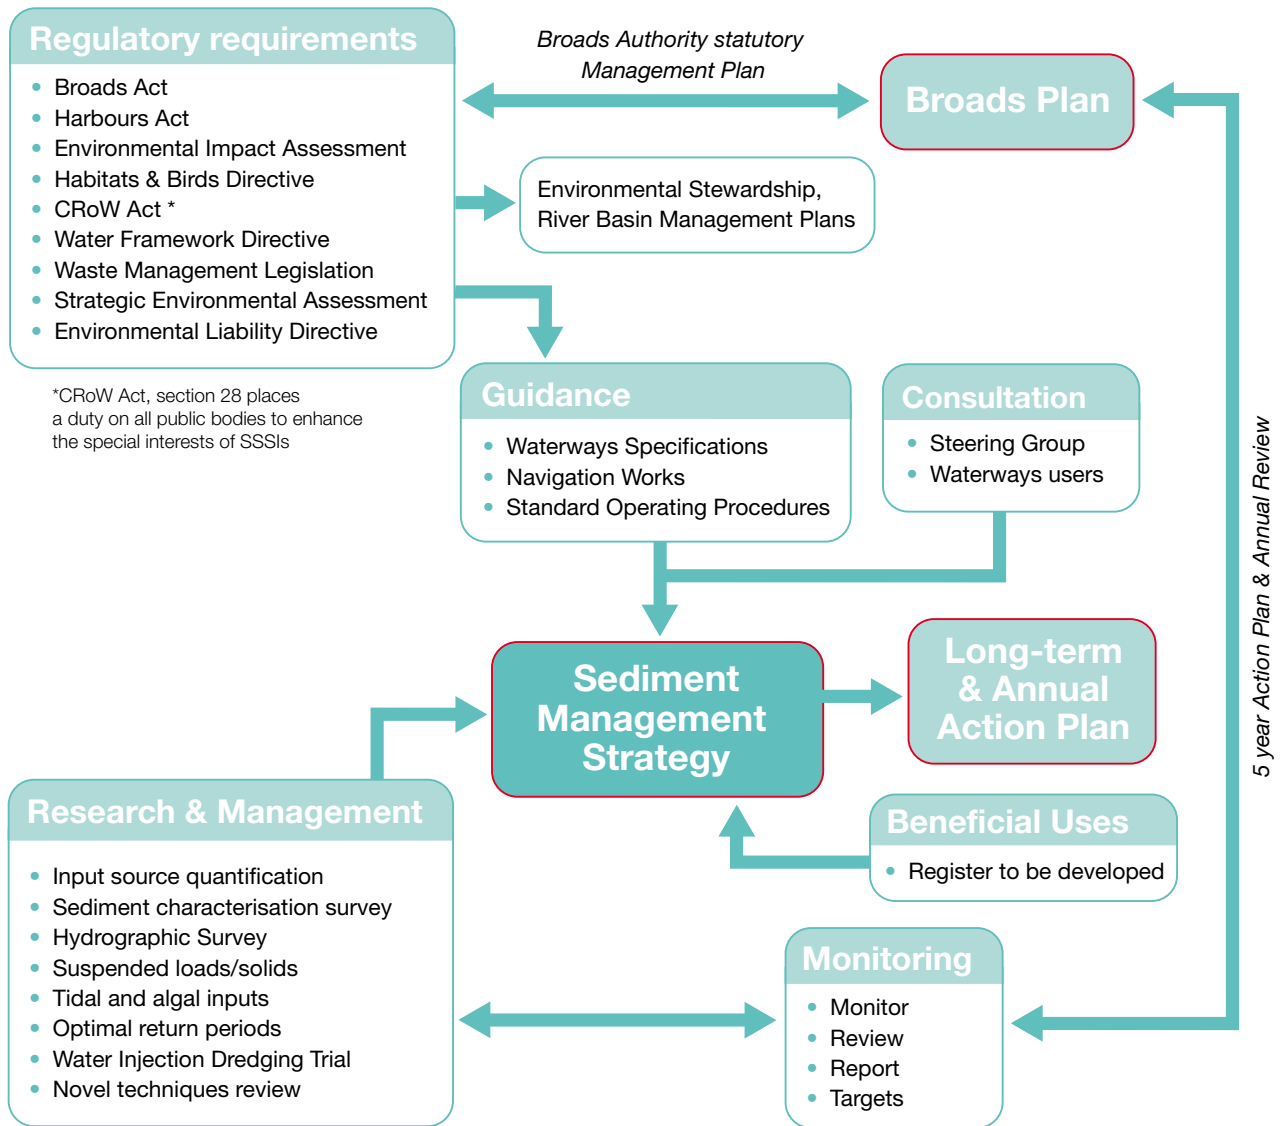 Regulatory requirements
• Broads Act
• Harbours Act
• Environmental Impact Assessment
• Habitats & Birds Directive
• CRoW Act *
• Water Framework Directive
• Waste Management Legislation
• Strategic Environmental Assessment
• Environmental Liability Directive
*CRoW Act, section 28 places
a duty on all public bodies to enhance
the special interests of SSSIs
Broads Authority statutory
Management Plan
Broads Plan
Environmental Stewardship,
River Basin Management Plans
Guidance
• Waterways Specifications
• Navigation Works
• Standard Operating Procedures
Consultation
• Steering Group
• Waterways users
5 year Action Plan & Annual Review
Sediment
Management
Strategy
Long-term
& Annual
Action Plan
Beneficial Uses
• Register to be developed
Research & Management
• Input source quantification
• Sediment characterisation survey
• Hydrographic Survey
• Suspended loads/solids
• Tidal and algal inputs
• Optimal return periods
• Water Injection Dredging Trial
• Novel techniques review
Monitoring
• Monitor
• Review
• Report
• Targets